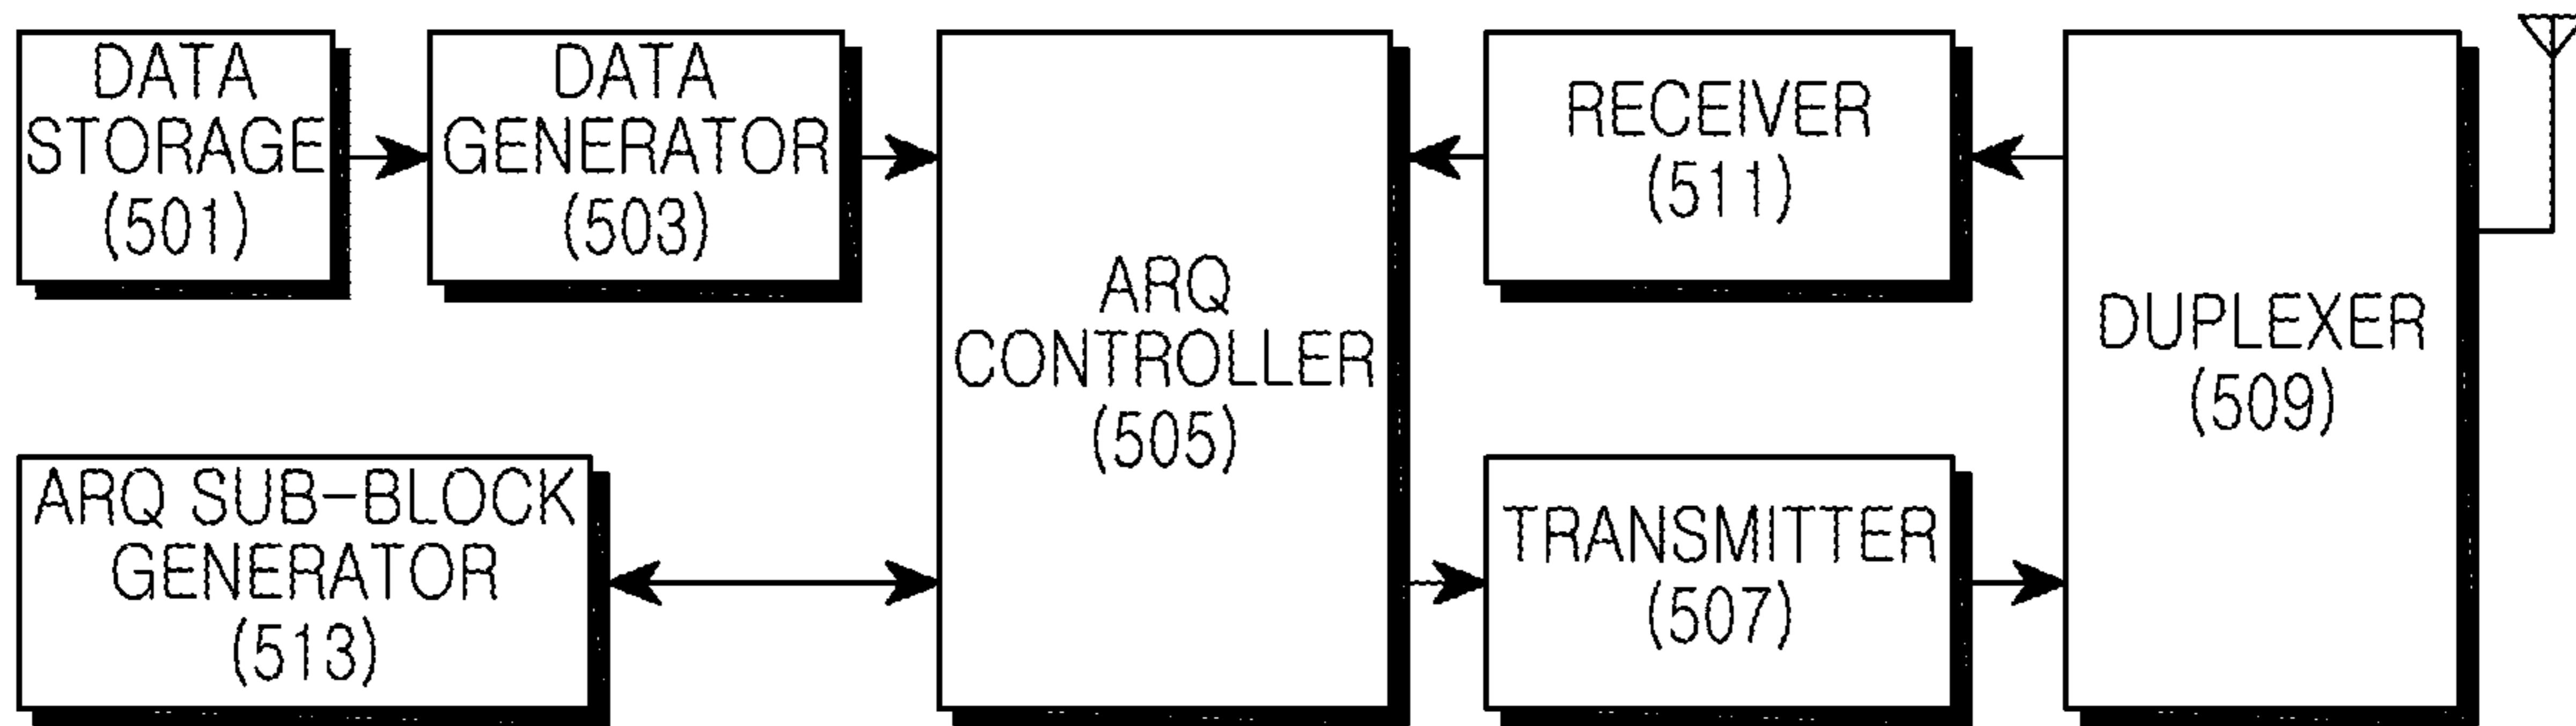 DATA
STORAGE
(501)
DATA
GENERATOR
(503)
ARQ
CONTROLLER
(505)
RECEIVER
(511)
DUPLEXER
(509)
ARQ SUB-BLOCK
GENERATOR
(513)
TRANSMITTER
(507)